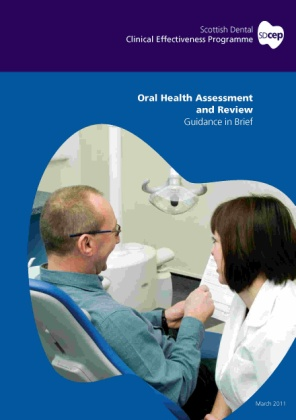 Scottish Dental
Clinical Effectiveness Programme
SDcep
Oral Health Assessment
and Review
Guidance in Brief
March 2011